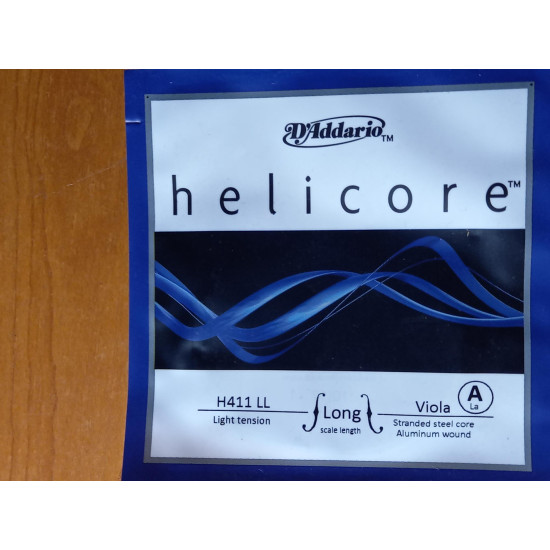 D'Addario™
helicore™
H411 LL
Light tension
Long
scale length
Viola
A
La
Stranded steel core
Aluminum wound